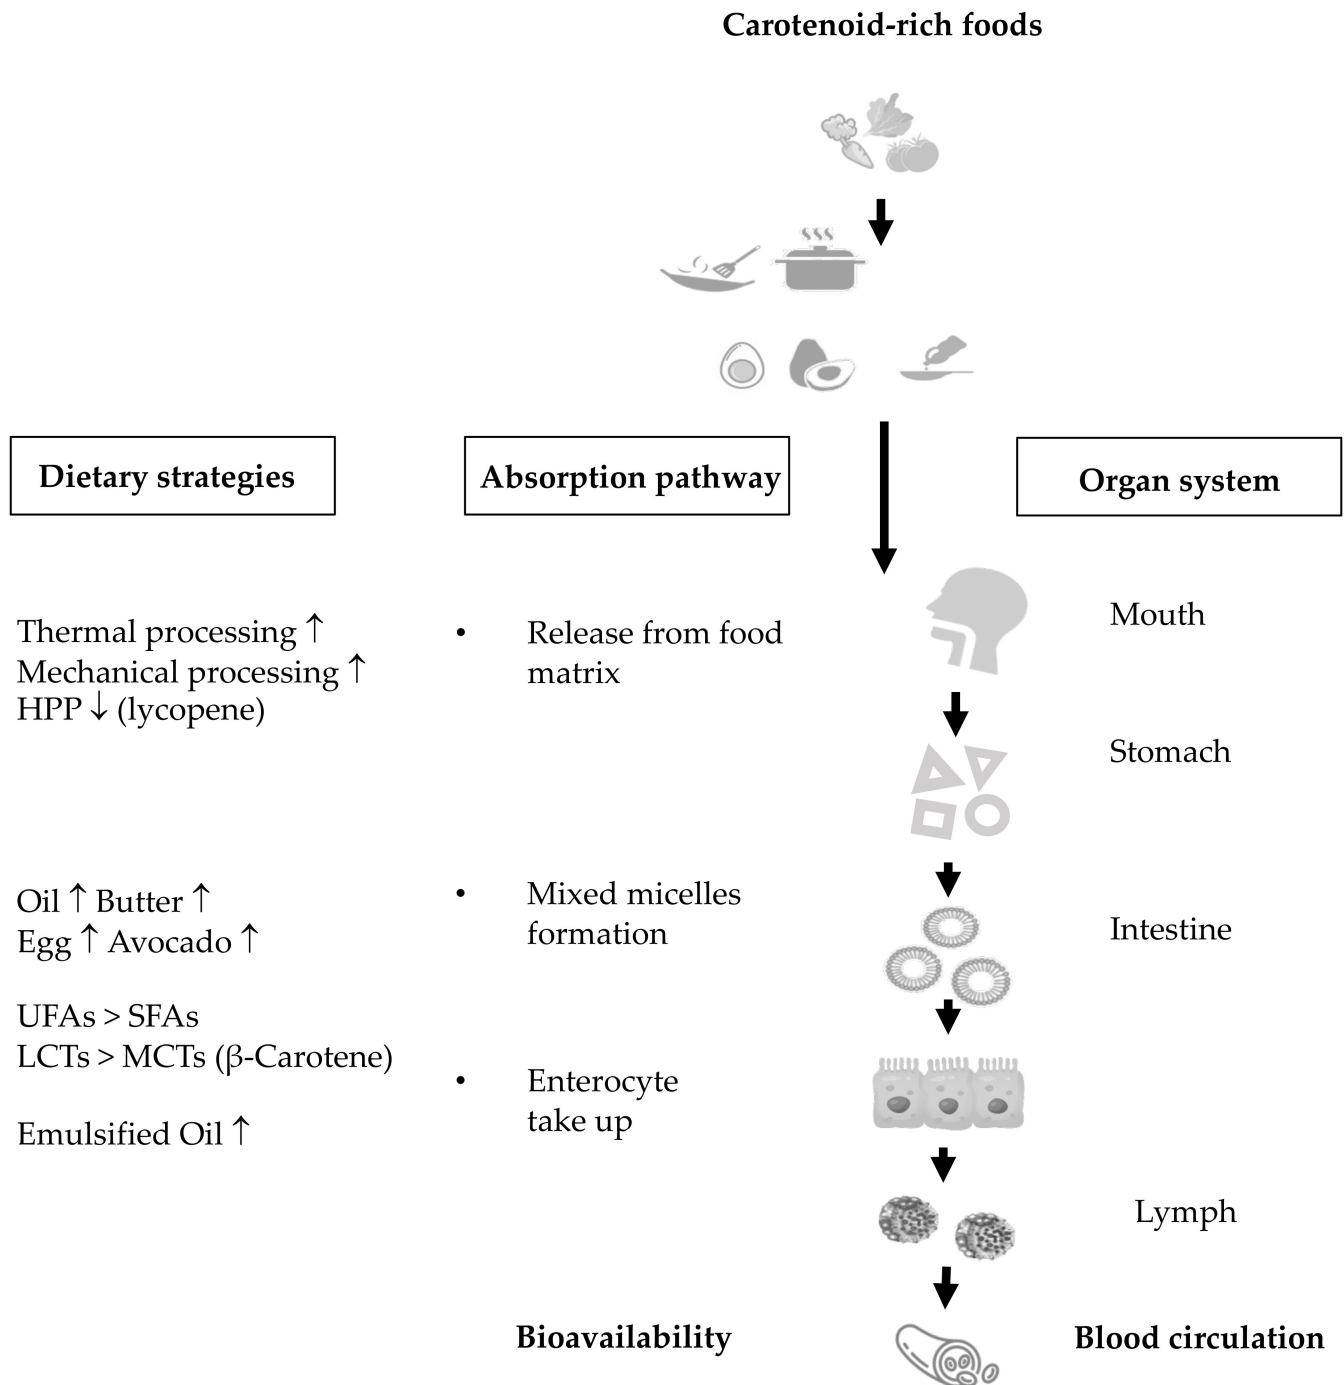 Carotenoid-rich foods
Dietary strategies
Absorption pathway
Organ system
Thermal processing ↑
Mechanical processing ↑
HPP ↓ (lycopene)
• Release from food
matrix
Mouth
Stomach
Oil ↑ Butter ↑
Egg ↑ Avocado ↑
• Mixed micelles
formation
Intestine
UFAs > SFAs
LCTs > MCTs (β-Carotene)
Emulsified Oil ↑
• Enterocyte
take up
Lymph
Bioavailability
Blood circulation